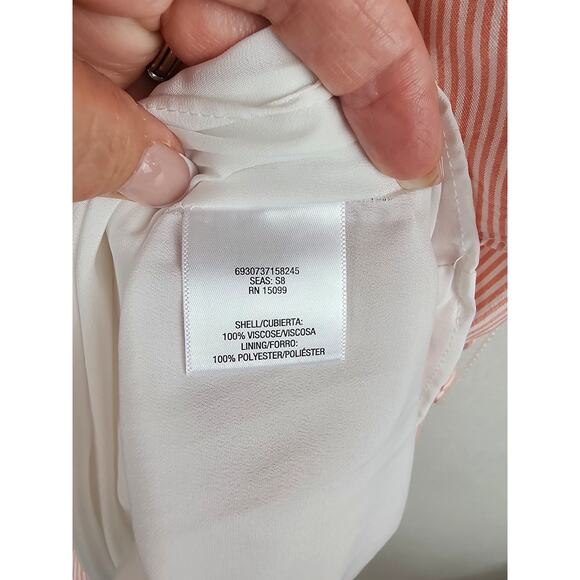 6930737158245
SEAS: S8
RN 15099
SHELL/CUBIERTA:
100% VISCOSE/VISCOSA
LINING/FORRO:
100% POLYESTER/POLIÉSTER